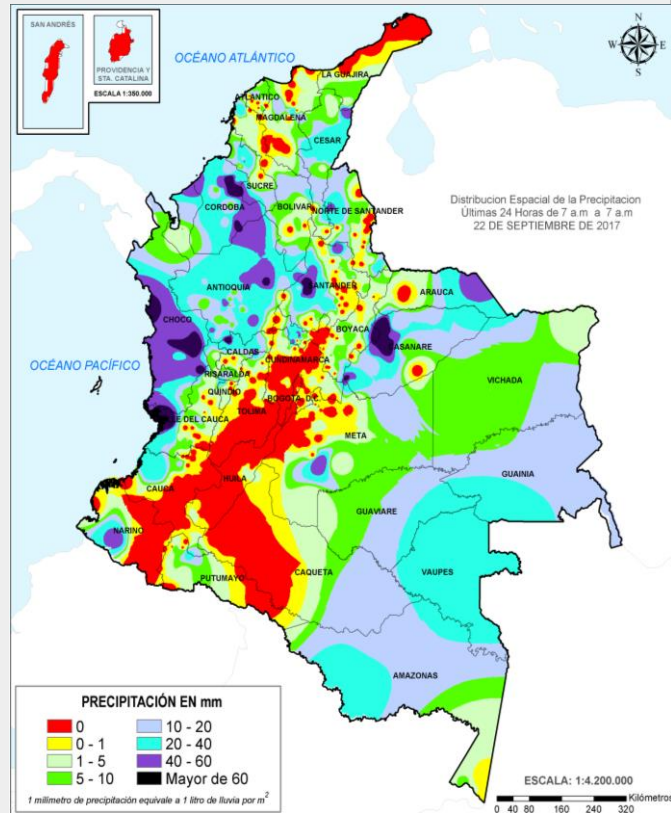 SAN ANDRÉS
PROVIDENCIA Y
STA. CATALINA
ESCALA 1:350.000
OCÉANO ATLÁNTICO
N
W
E
S
LA GUAJIRA
ATLANTICO
MAGDALENA
CESAR
SUCRE
CORDOBA
BOLIVAR
NORTE DE SANTANDER
Distribucion Espacial de la Precipitacion
Últimas 24 Horas de 7 a.m a 7 a.m
22 DE SEPTIEMBRE DE 2017
ANTIOQUIA
SANTANDER
ARAUCA
CHOCO
BOYACA
ASANARE
CALDAS
CUNDINAMARCA
OCÉANO PACÍFICO
RISARALDA
VICHADA
QUINDIO
BOGOTA, D.C.
TOLIMA
LE DEL CAUCA
META
GUAINIA
CAUCA
HUILA
GUAVIARE
NARIÑO
VAUPES
PUTUMAYO
CAQUETA
AMAZONAS
PRECIPITACIÓN EN mm
0
10 - 20
0 - 1
20 - 40
1 - 5
40 - 60
5 - 10
Mayor de 60
1 milimetro de precipitación equivale a 1 litro de lluvia por m2
ESCALA: 1:4.200.000
Kilómetros
0 40 80 160 240 320